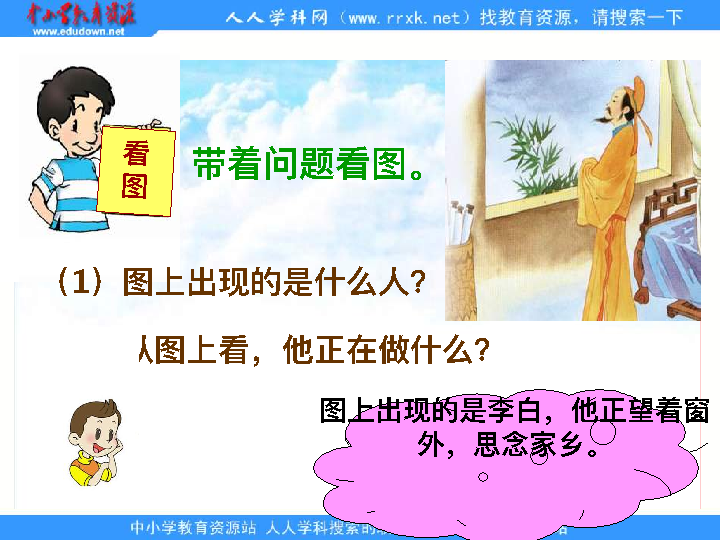 中小学教育资源
www.edudown.net
人人学科网（www.rrxk.net）找教育资源，请搜索一下
看
图
带着问题看图。
（1）图上出现的是什么人？
从图上看，他正在做什么？
图上出现的是李白，他正望着窗
外，思念家乡。
中小学教育资源站 人人学科搜索的